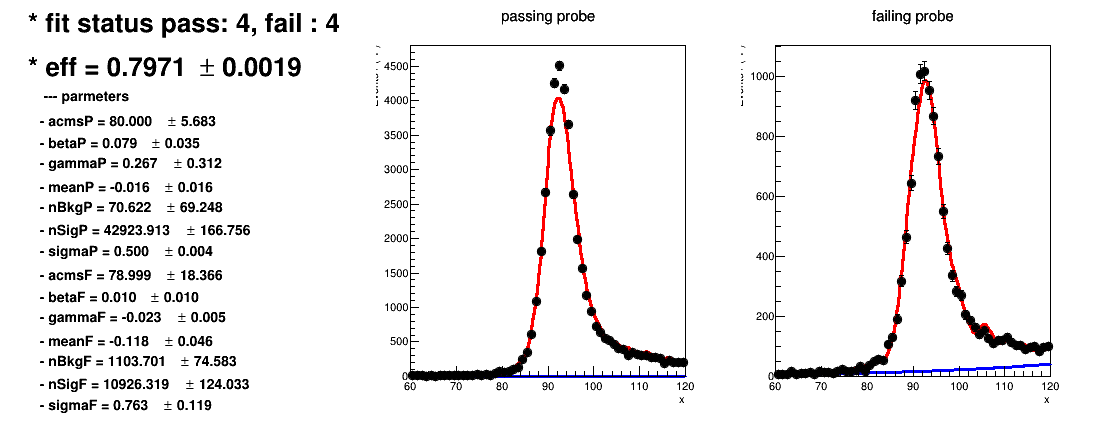 * fit status pass: 4, fail : 4
* eff = 0.7971 ± 0.0019
--- parmeters
- acmsP = 80.000 ± 5.683
- betaP = 0.079 ± 0.035
- gammaP = 0.267 ± 0.312
- meanP = -0.016 ± 0.016
- nBkgP = 70.622 ± 69.248
- nSigP = 42923.913 ± 166.756
- sigmaP = 0.500 ± 0.004
- acmsF = 78.999 ± 18.366
- betaF = 0.010 ± 0.010
- gammaF = -0.023 ± 0.005
- meanF = -0.118 ± 0.046
- nBkgF = 1103.701 ± 74.583
- nSigF = 10926.319 ± 124.033
- sigmaF = 0.763 ± 0.119
passing probe
4500
4000
3500
3000
2500
2000
1500
1000
500
0
60 70 80 90 100 110 120
x
failing probe
1000
800
600
400
200
0
60 70 80 90 100 110 120
x